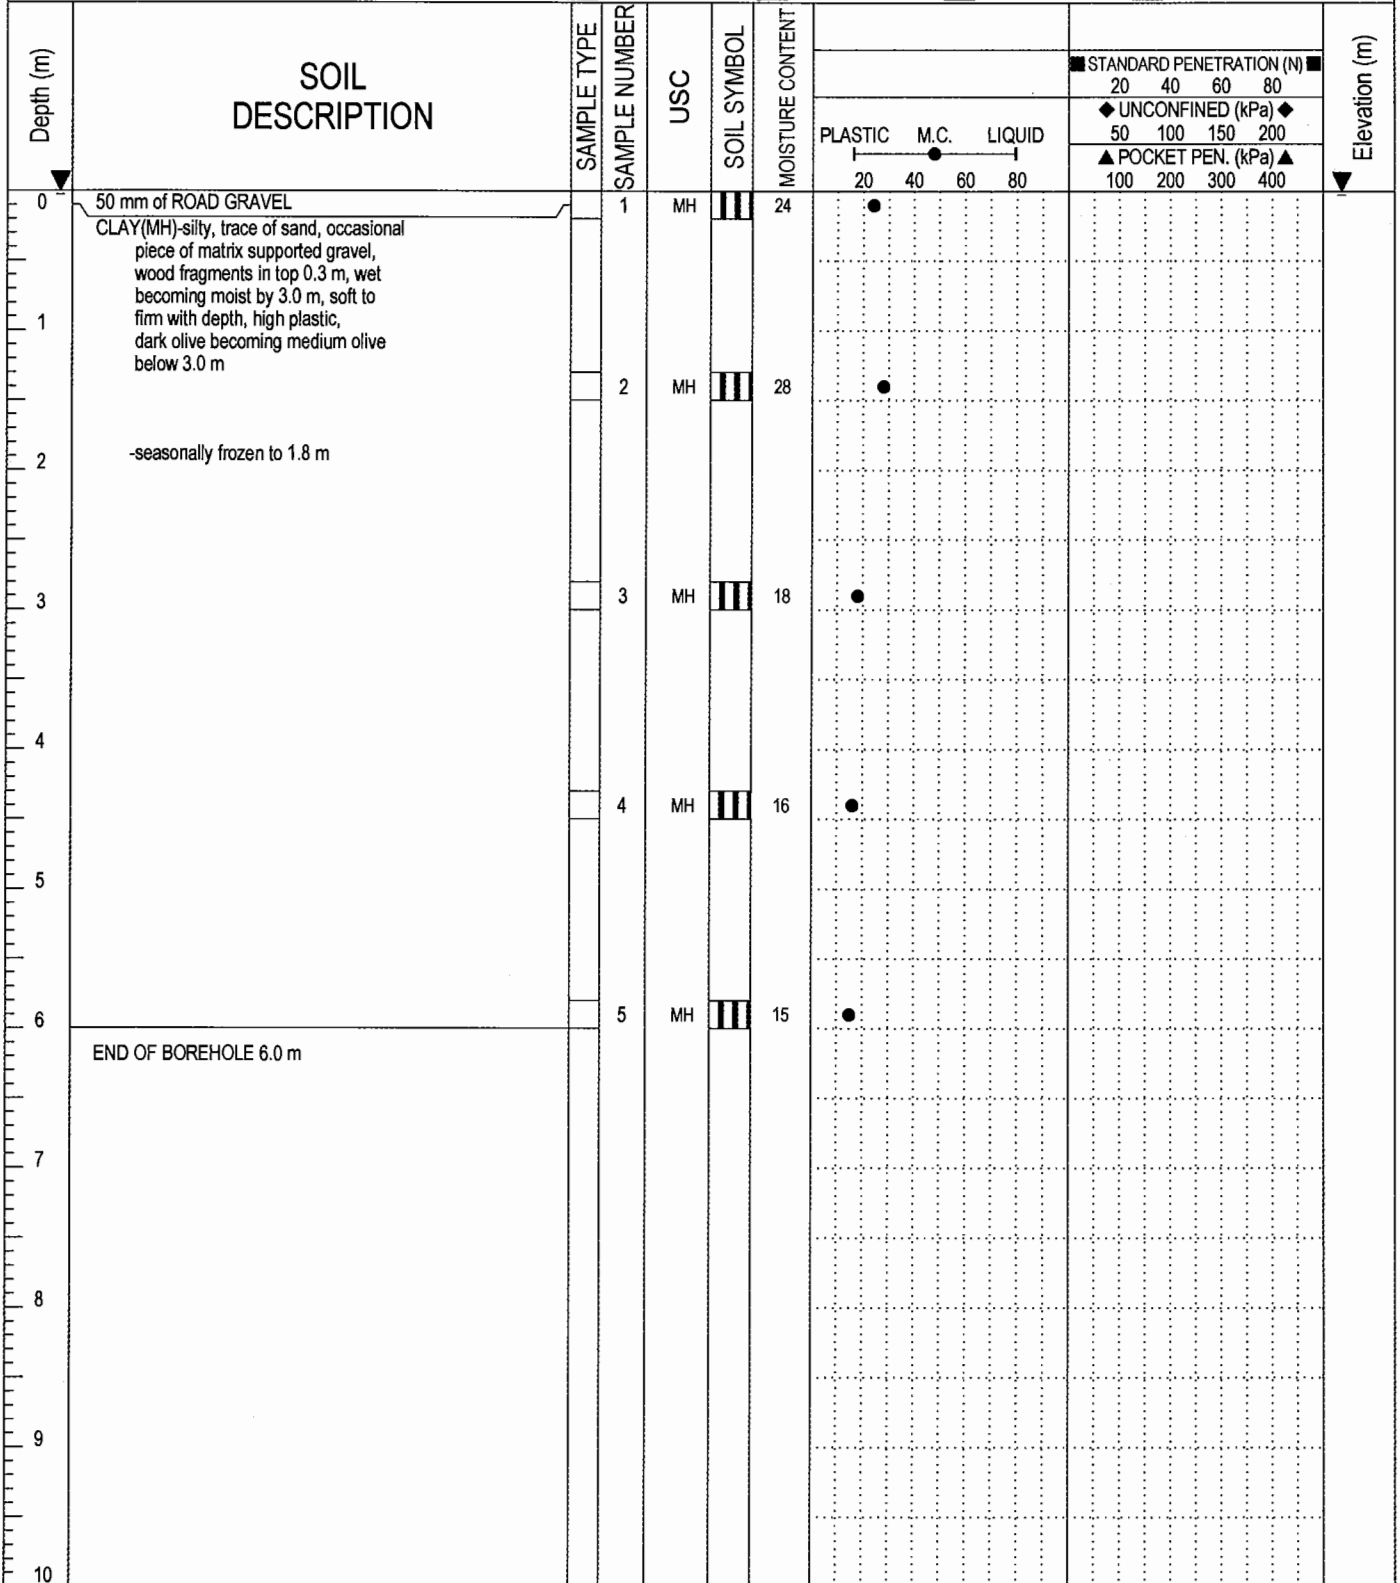 Depth (m)
SOIL
DESCRIPTION
SAMPLE TYPE
SAMPLE NUMBER
USC
SOIL SYMBOL
MOISTURE CONTENT
PLASTIC M.C. LIQUID
20 40 60 80
■ STANDARD PENETRATION (N) ■
20 40 60 80
◆ UNCONFINED (kPa) ◆
50 100 150 200
▲ POCKET PEN. (kPa) ▲
100 200 300 400
Elevation (m)
0
50 mm of ROAD GRAVEL
1 MH 24
CLAY(MH)-silty, trace of sand, occasional
piece of matrix supported gravel,
wood fragments in top 0.3 m, wet
becoming moist by 3.0 m, soft to
firm with depth, high plastic,
1
dark olive becoming medium olive
below 3.0 m
2 MH 28
-seasonally frozen to 1.8 m
2
3 MH 18
3
4
4 MH 16
5
5 MH 15
6
END OF BOREHOLE 6.0 m
7
8
9
10